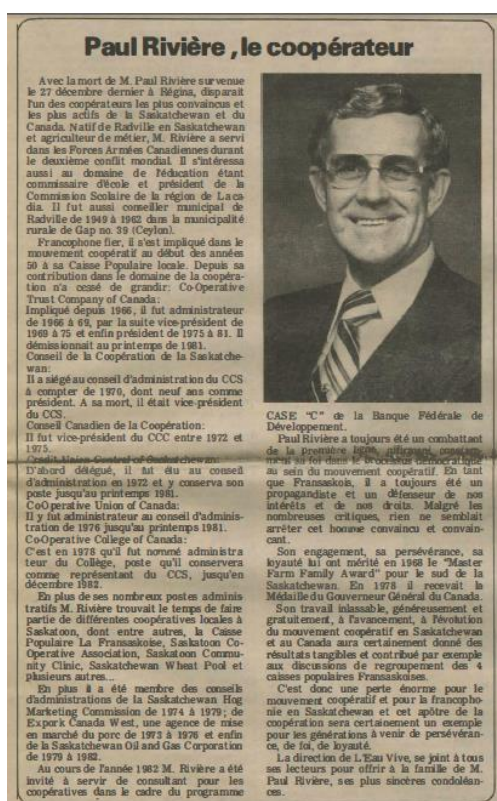 Paul Rivière, le coopérateur
Avec la mort de M. Paul Rivière survenue
le 27 décembre dernier à Régina, disparait
l'un des coopérateurs les plus convaincus et
les plus actifs de la Saskatchewan et du
Canada. Natif de Radville en Saskatchewan
et agriculteur de métier, M. Rivière a servi
dans les Forces Armées Canadiennes durant
le deuxième conflit mondial. Il s'intéressa
aussi au domaine de l'éducation étant
commissaire d'école et président de la
Commission Scolaire de la région de Laca
dia. Il fut aussi conseiller municipal de
Radville de 1949 à 1962 dans la municipalité
rurale de Gap no. 39 (Ceylon).
Francophone fier, il s'est impliqué dans le
mouvement coopératif au début des années
50 à sa Caisse Populaire locale. Depuis sa
contribution dans le domaine de la coopéra-
tion n'a cessé de grandir: Co-Operative
Trust Company of Canada:
Impliqué depuis 1966, il fut administrateur
de 1966 à 69, par la suite vice-président de
1969 à 75 et enfin président de 1975 à 81. Il
démissionnait au printemps de 1981.
Conseil de la Coopération de la Saskatche-
wan:
Il a siégé au conseil d'administration du CCS
à compter de 1970, dont neuf ans comme
président. A sa mort, il était vice-président
du CCS.
Conseil Canadien de la Coopération:
Il fut vice-président du CCC entre 1972 et
1975.
Credit Union Central of Saskatchewan:
D'abord délégué, il fut élu au conseil
d'administration en 1972 et y conserva son
poste jusqu'au printemps 1981.
CoOperative Union of Canada:
Il y fut administrateur au conseil d'adminis-
tration de 1976 jusqu'au printemps 1981.
Co-Operative College of Canada:
C'est en 1978 qu'il fut nommé administra
teur du Collège, poste qu'il conserva
comme représentant du CCS, jusqu'en
décembre 1982.
En plus de ses nombreux postes adminis
tratifs M. Rivière trouvait le temps de faire
partie de différentes coopératives locales à
Saskatoon, dont entre autres, la Caisse
Populaire La Fransaskoise, Saskatoon Co-
Operative Association, Saskatoon Commu-
nity Clinic, Saskatchewan Wheat Pool et
plusieurs autres...
En plus il a été membre des conseils
d'administrations de la Saskatchewan Hog
Marketing Commission de 1974 à 1979; de
Expork Canada West, une agence de mise
en marché du porc de 1973 à 1976 et enfin
de la Saskatchewan Oil and Gas Corporation
de 1979 à 1982.
Au cours de l'année 1982 M. Rivière a été
invité à servir de consultant pour les
coopératives dans le cadre du programme
CASE "C" de la Banque Fédérale de
Développement.
Paul Rivière a toujours été un combattant
de la première heure, affirmant constam-
ment sa foi dans le processus démocratique
au sein du mouvement coopératif. En tant
que Fransaskois, il a toujours été un
propagandiste et un défenseur de nos
intérêts et de nos droits. Malgré les
nombreuses critiques, rien ne semblait
arrêter cet homme convaincu et convain-
cant.
Son engagement, sa persévérance, sa
loyauté lui ont mérité en 1968 le "Master
Farm Family Award" pour le sud de la
Saskatchewan. En 1978 il recevait la
Médaille du Gouverneur Général du Canada.
Son travail inlassable, généreusement et
gratuitement, à l'avancement, à l'évolution
du mouvement coopératif en Saskatchewan
et au Canada aura certainement donné des
résultats tangibles et contribué par exemple
aux discussions de regroupement des 4
caisses populaires Fransaskoises.
C'est donc une perte énorme pour le
mouvement coopératif et pour la francopho-
nie en Saskatchewan et cet apôtre de la
coopération sera certainement un exemple
pour les générations à venir de persévéran-
ce, de foi, de loyauté.
La direction de L'Eau Vive, se joint à tous
ses lecteurs pour offrir à la famille de M.
Paul Rivière, ses plus sincères condoléan-
ces.